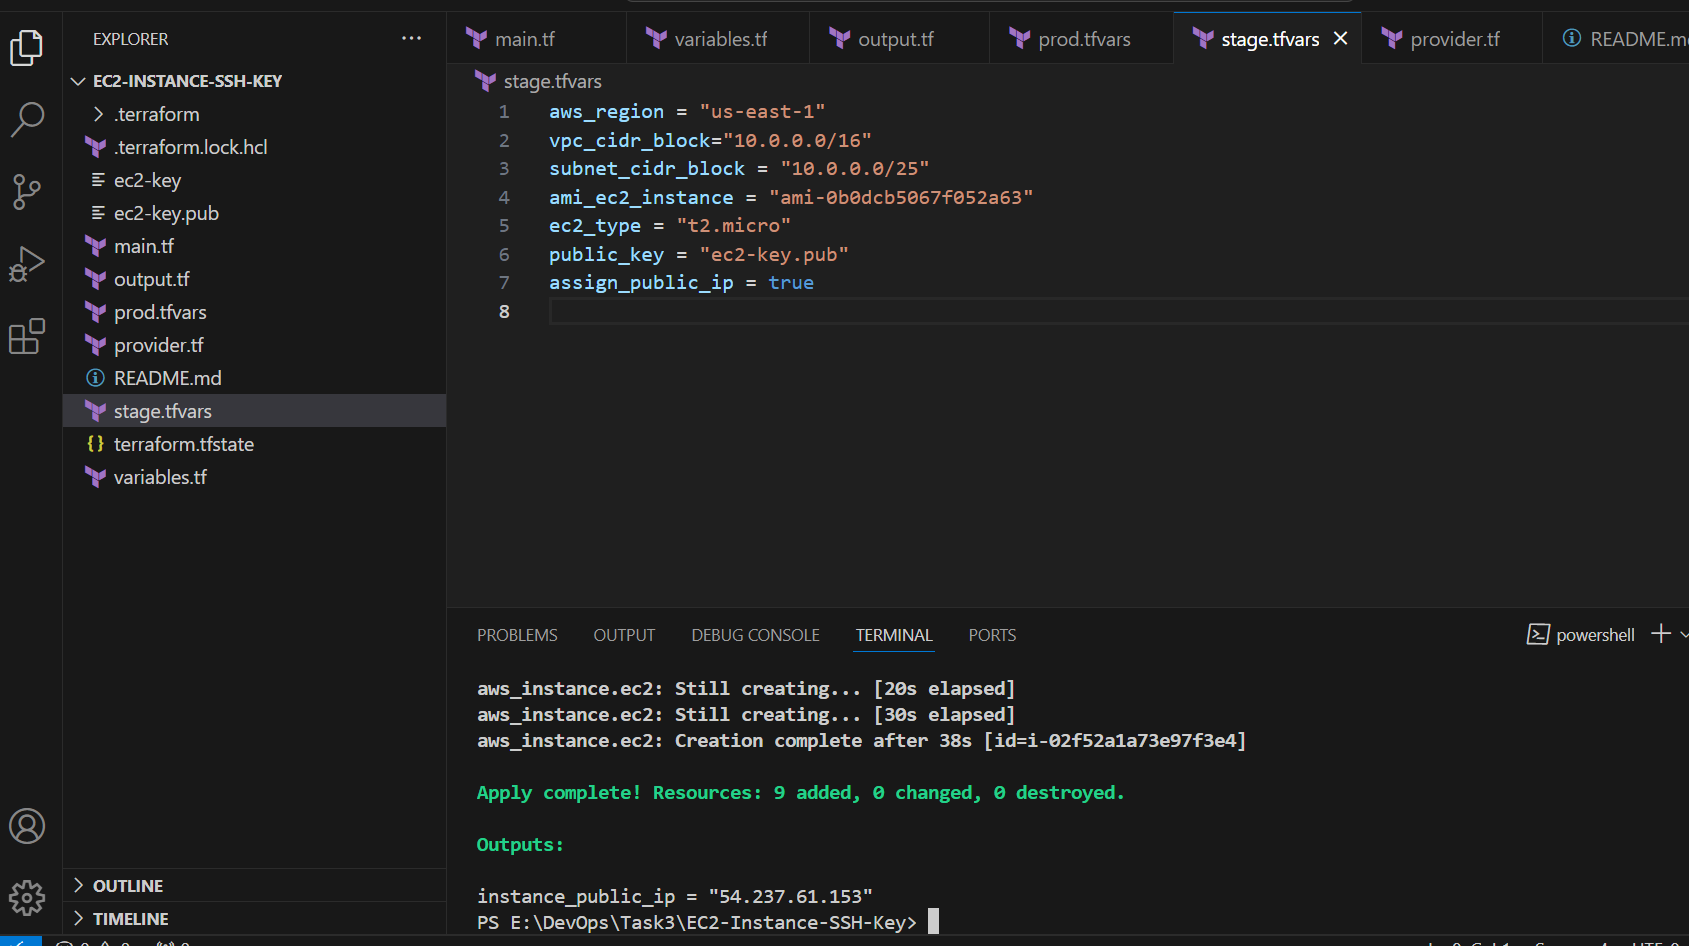 EXPLORER
EC2-INSTANCE-SSH-KEY
.terraform
.terraform.lock.hcl
ec2-key
ec2-key.pub
main.tf
output.tf
prod.tfvars
provider.tf
README.md
stage.tfvars
terraform.tfstate
variables.tf
OUTLINE
TIMELINE
main.tf variables.tf output.tf prod.tfvars stage.tfvars provider.tf README.m
stage.tfvars
1 aws_region = "us-east-1"
2 vpc_cidr_block="10.0.0.0/16"
3 subnet_cidr_block = "10.0.0.0/25"
4 ami_ec2_instance = "ami-0b0dcb5067f052a63"
5 ec2_type = "t2.micro"
6 public_key = "ec2-key.pub"
7 assign_public_ip = true
8
PROBLEMS OUTPUT DEBUG CONSOLE TERMINAL PORTS powershell
aws_instance.ec2: Still creating... [20s elapsed]
aws_instance.ec2: Still creating... [30s elapsed]
aws_instance.ec2: Creation complete after 38s [id=i-02f52a1a73e97f3e4]
Apply complete! Resources: 9 added, 0 changed, 0 destroyed.
Outputs:
instance_public_ip = "54.237.61.153"
PS E:\DevOps\Task3\EC2-Instance-SSH-Key>